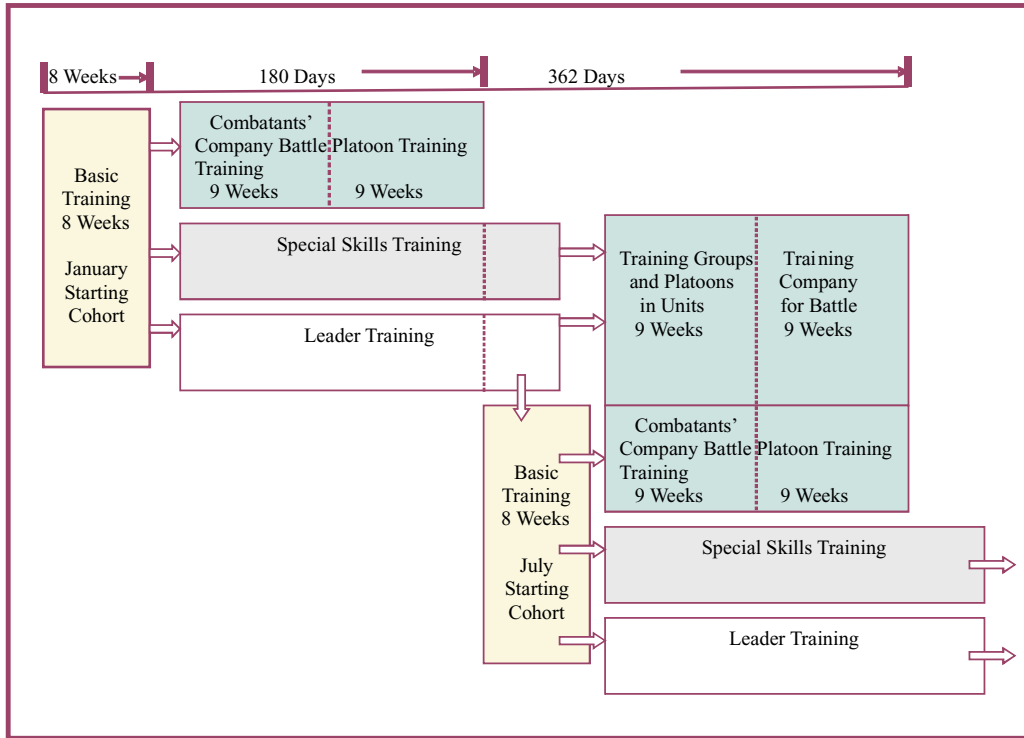 8 Weeks
180 Days
362 Days
Combatants’
Company Battle Platoon Training
Training
9 Weeks
9 Weeks
Basic
Training
8 Weeks
January
Starting
Cohort
Special Skills Training
Leader Training
Training Groups
and Platoons
in Units
9 Weeks
Training
Company
for Battle
9 Weeks
Combatants’
Company Battle Platoon Training
Training
9 Weeks
9 Weeks
Basic
Training
8 Weeks
July
Starting
Cohort
Special Skills Training
Leader Training